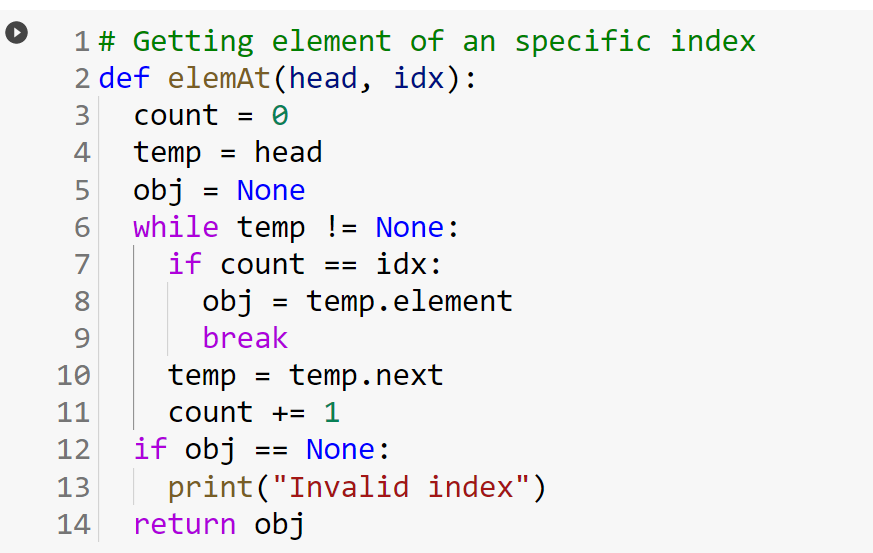 1 # Getting element of an specific index
2 def elemAt(head, idx):
3   count = 0
4   temp = head
5   obj = None
6   while temp != None:
7     if count == idx:
8       obj = temp.element
9       break
10     temp = temp.next
11     count += 1
12   if obj == None:
13     print("Invalid index")
14   return obj